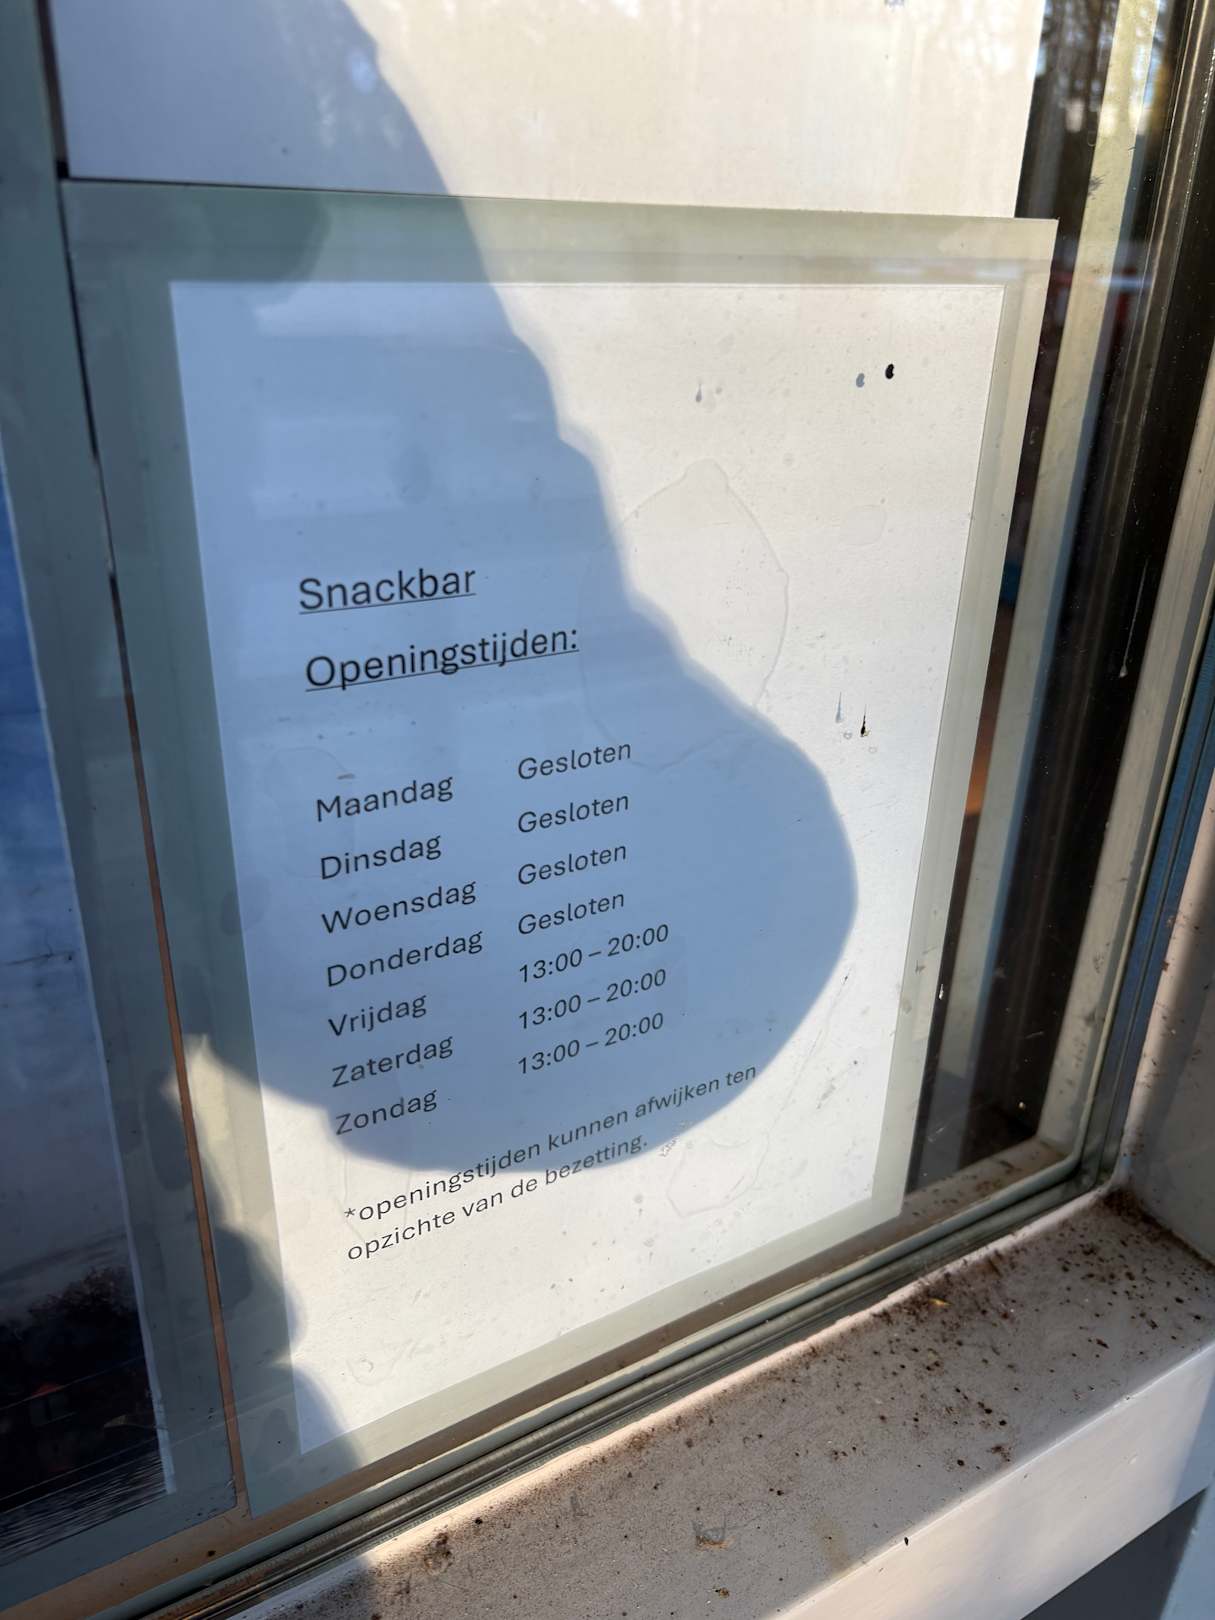 Snackbar
Openingstijden:
Maandag Gesloten
Dinsdag Gesloten
Woensdag Gesloten
Donderdag Gesloten
Vrijdag 13:00 – 20:00
Zaterdag 13:00 – 20:00
Zondag 13:00 – 20:00
*openingstijden kunnen afwijken ten
opzichte van de bezetting.